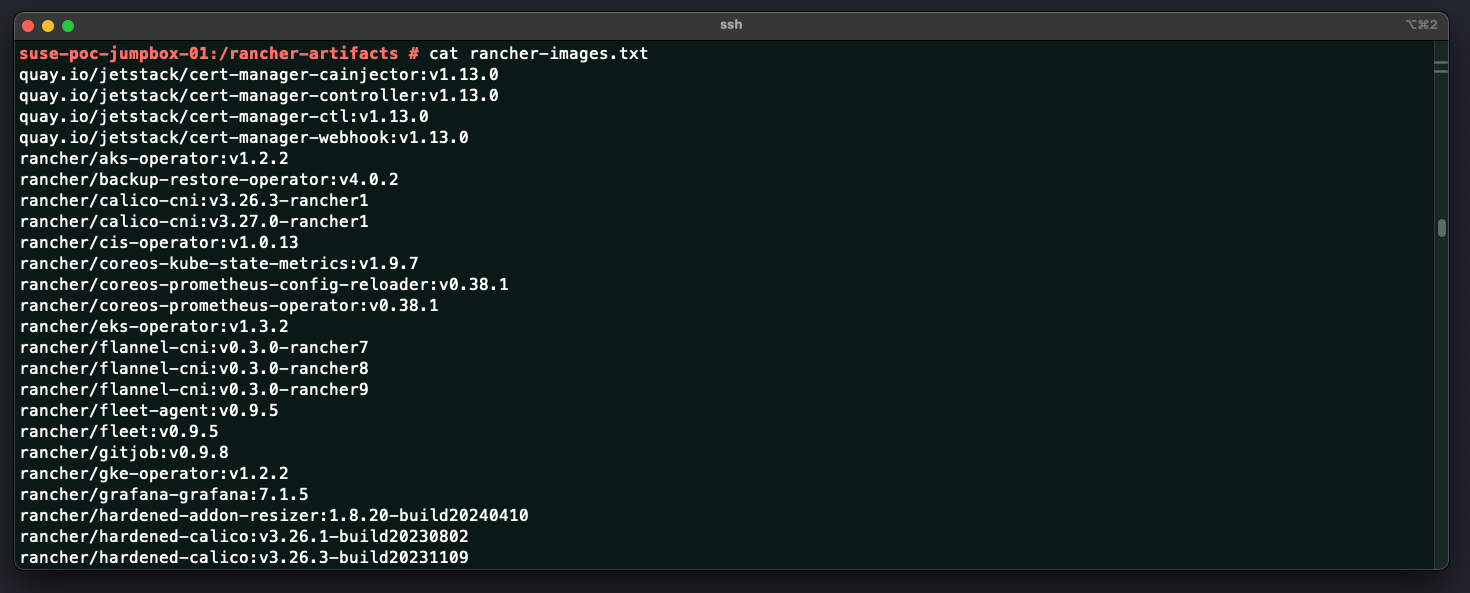 ssh
⌥⌘2
suse-poc-jumpbox-01:/rancher-artifacts # cat rancher-images.txt
quay.io/jetstack/cert-manager-cainjector:v1.13.0
quay.io/jetstack/cert-manager-controller:v1.13.0
quay.io/jetstack/cert-manager-ctl:v1.13.0
quay.io/jetstack/cert-manager-webhook:v1.13.0
rancher/aks-operator:v1.2.2
rancher/backup-restore-operator:v4.0.2
rancher/calico-cni:v3.26.3-rancher1
rancher/calico-cni:v3.27.0-rancher1
rancher/cis-operator:v1.0.13
rancher/coreos-kube-state-metrics:v1.9.7
rancher/coreos-prometheus-config-reloader:v0.38.1
rancher/coreos-prometheus-operator:v0.38.1
rancher/eks-operator:v1.3.2
rancher/flannel-cni:v0.3.0-rancher7
rancher/flannel-cni:v0.3.0-rancher8
rancher/flannel-cni:v0.3.0-rancher9
rancher/fleet-agent:v0.9.5
rancher/fleet:v0.9.5
rancher/gitjob:v0.9.8
rancher/gke-operator:v1.2.2
rancher/grafana-grafana:7.1.5
rancher/hardened-addon-resizer:1.8.20-build20240410
rancher/hardened-calico:v3.26.1-build20230802
rancher/hardened-calico:v3.26.3-build20231109